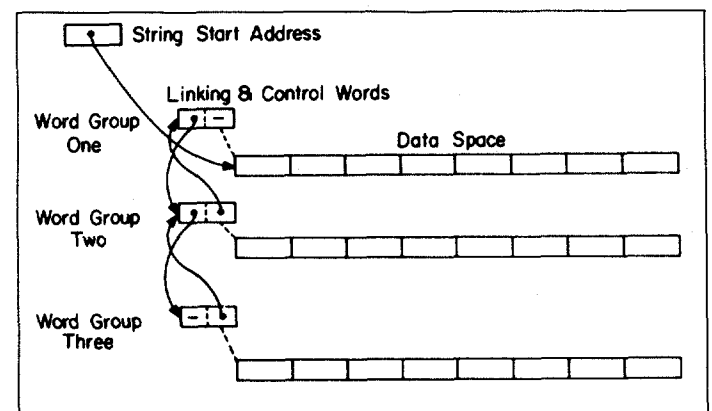 String Start Address
Linking & Control Words
Word Group
One
Data Space
Word Group
Two
Word Group
Three